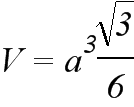 V = a³ √3/6